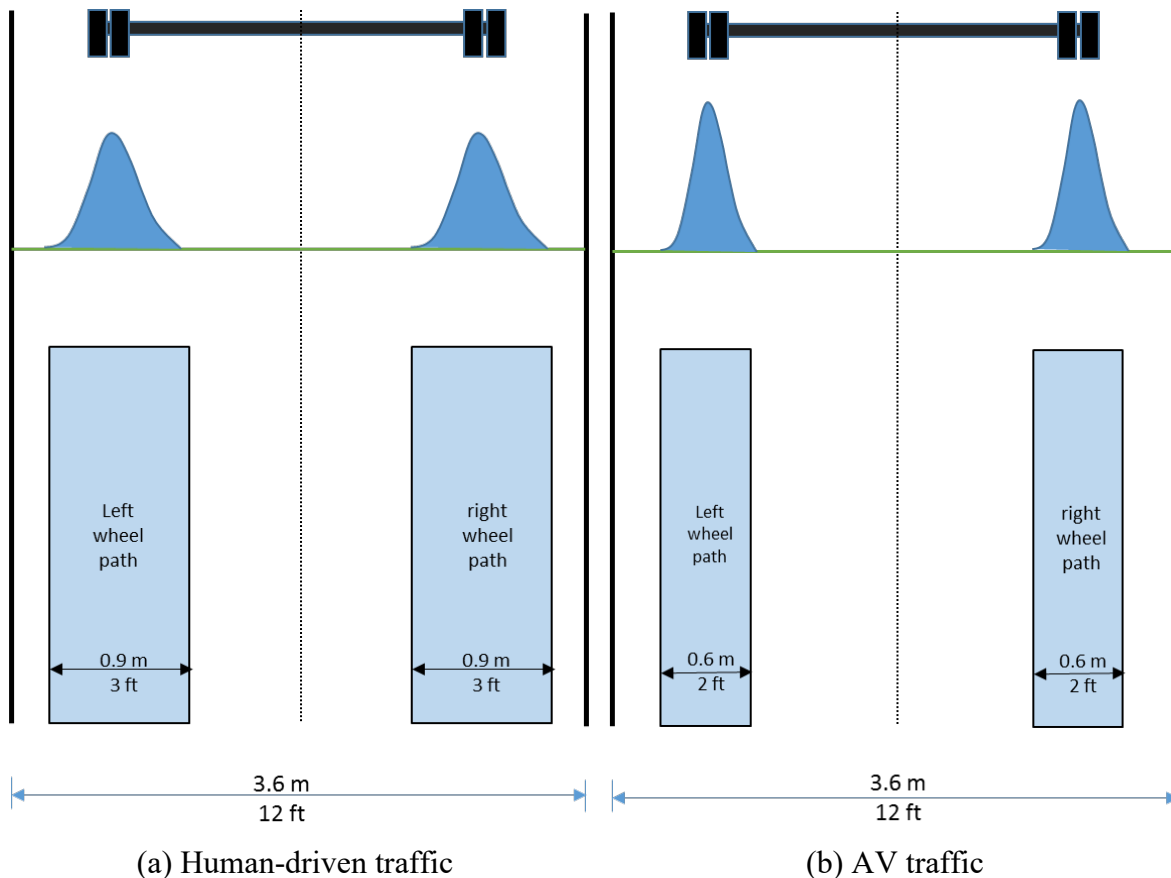 Left
wheel
path
0.9 m
3 ft
right
wheel
path
0.9 m
3 ft
3.6 m
12 ft
(a) Human-driven traffic
Left
wheel
path
0.6 m
2 ft
right
wheel
path
0.6 m
2 ft
3.6 m
12 ft
(b) AV traffic